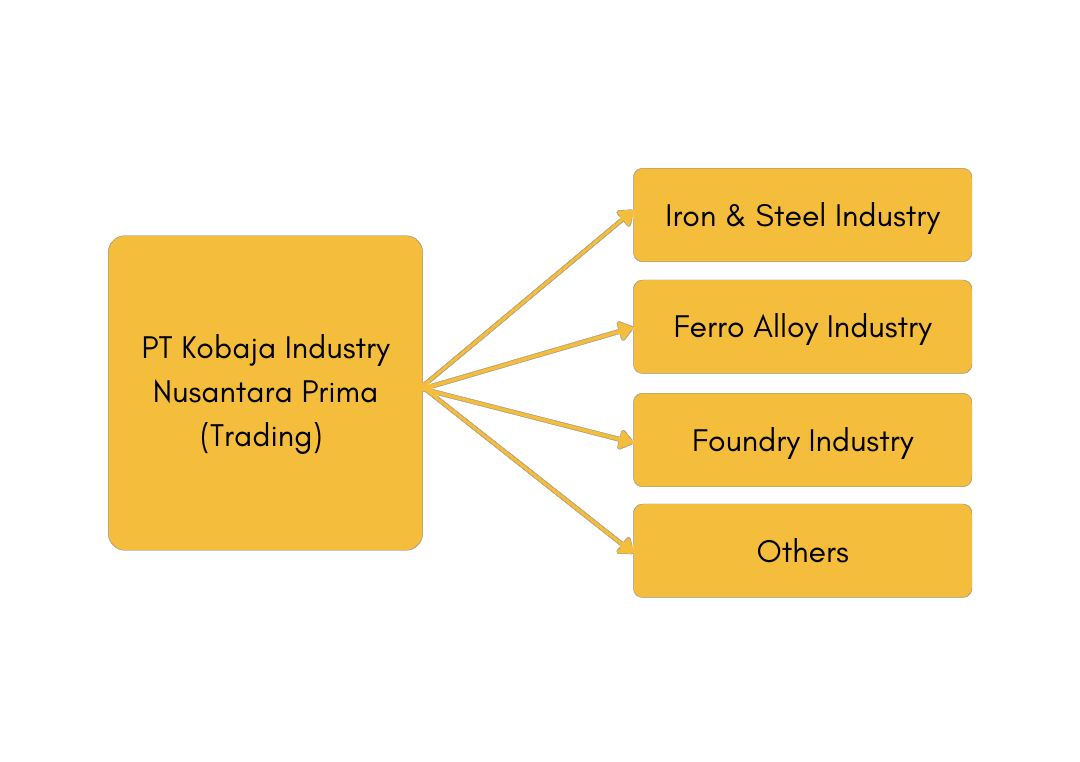 PT Kobaja Industry
Nusantara Prima
(Trading)
Iron & Steel Industry
Ferro Alloy Industry
Foundry Industry
Others